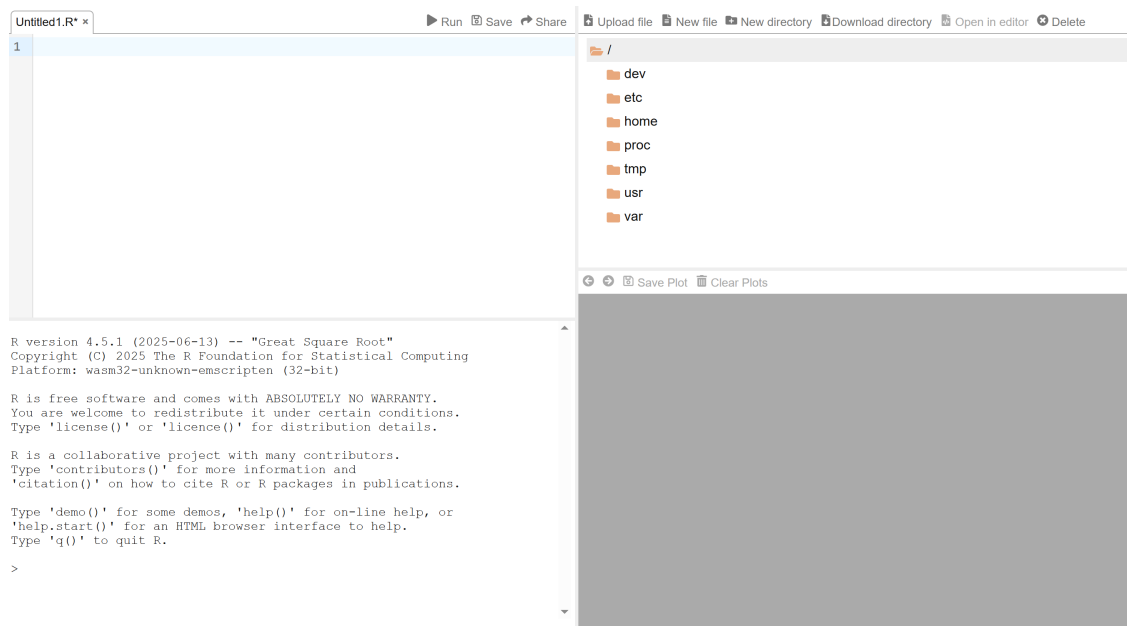 Untitled1.R* ×
Run Save Share
1
R version 4.5.1 (2025-06-13) -- "Great Square Root"
Copyright (C) 2025 The R Foundation for Statistical Computing
Platform: wasm32-unknown-emscripten (32-bit)
R is free software and comes with ABSOLUTELY NO WARRANTY.
You are welcome to redistribute it under certain conditions.
Type 'license()' or 'licence()' for distribution details.
R is a collaborative project with many contributors.
Type 'contributors()' for more information and
'citation()' on how to cite R or R packages in publications.
Type 'demo()' for some demos, 'help()' for on-line help, or
'help.start()' for an HTML browser interface to help.
Type 'q()' to quit R.
>
Upload file New file New directory Download directory Open in editor Delete
/
dev
etc
home
proc
tmp
usr
var
Save Plot Clear Plots